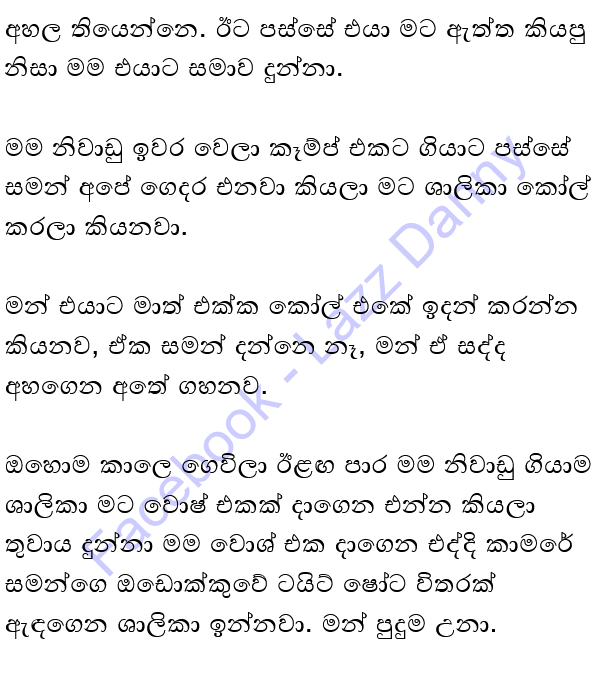 අහල තියෙන්නෙ. ඊට පස්සේ එයා මට ඇත්ත කියපු
නිසා මම එයාට සමාව දුන්නා.
මම නිවාඩු ඉවර වෙලා කෑම්ප් එකට ගියාට පස්සේ
සමන් අපේ ගෙදර එනවා කියලා මට ශාලිකා කෝල්
කරලා කියනවා.
මන් එයාට මාත් එක්ක කෝල් එකේ ඉදන් කරන්න
කියනව, ඒක සමන් දන්නෙ නෑ, මන් ඒ සද්ද
අහගෙන අතේ ගහනව.
ඔහොම කාලෙ ගෙවිලා ඊළඟ පාර මම නිවාඩු ගියාම
ශාලිකා මට වොෂ් එකක් දාගෙන එන්න කියලා
තුවාය දුන්නා මම වොශ් එක දාගෙන එද්දි කාමරේ
සමන්ගෙ ඔඩොක්කුවේ ටයිට් ෂෝට විතරක්
ඇඳගෙන ශාලිකා ඉන්නවා. මන් පුදුම උනා.
Facebook - Lazz Danny